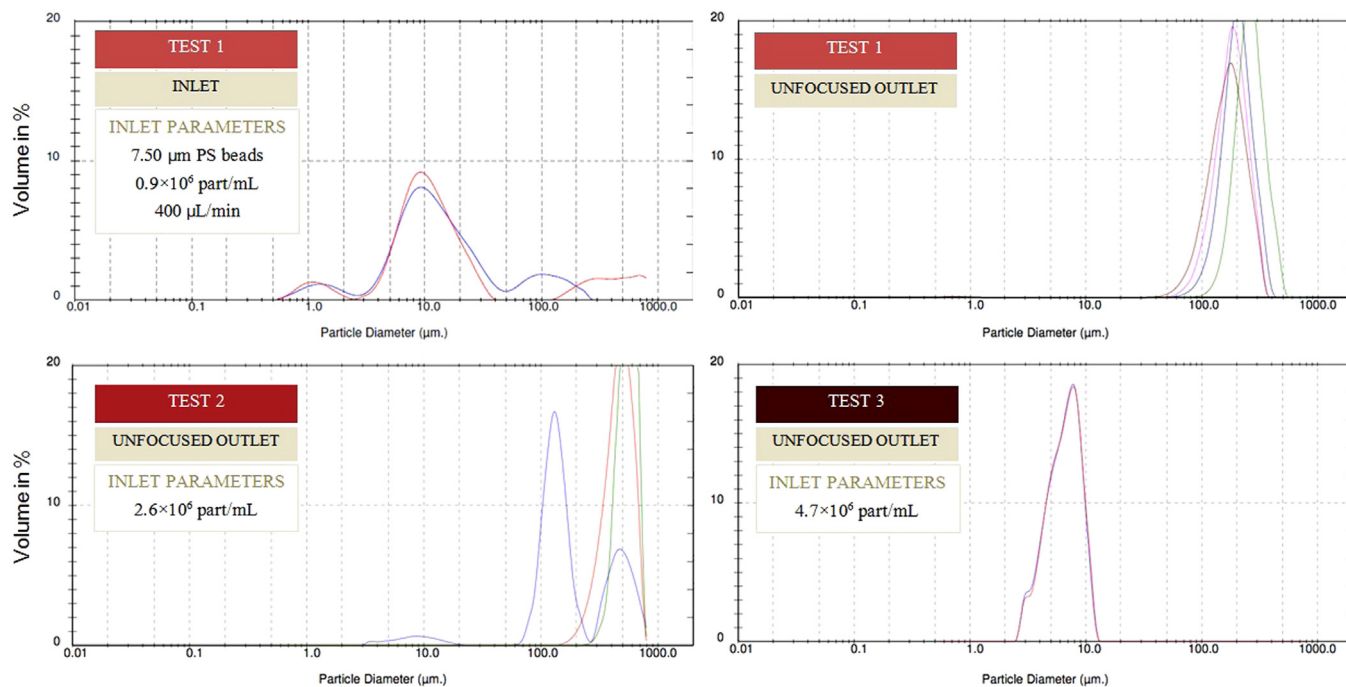 Volume in %
20
10
0
TEST 1
INLET
INLET PARAMETERS
7.50 µm PS beads
0.9×10⁶ part/mL
400 µL/min
0.01 0.1 1.0 10.0 100.0 1000.0
Particle Diameter (µm.)
20
10
0
TEST 1
UNFOCUSED OUTLET
0.01 0.1 1.0 10.0 100.0 1000.0
Particle Diameter (µm.)
Volume in %
20
10
0
TEST 2
UNFOCUSED OUTLET
INLET PARAMETERS
2.6×10⁶ part/mL
0.01 0.1 1.0 10.0 100.0 1000.0
Particle Diameter (µm.)
20
10
0
TEST 3
UNFOCUSED OUTLET
INLET PARAMETERS
4.7×10⁶ part/mL
0.01 0.1 1.0 10.0 100.0 1000.0
Particle Diameter (µm.)